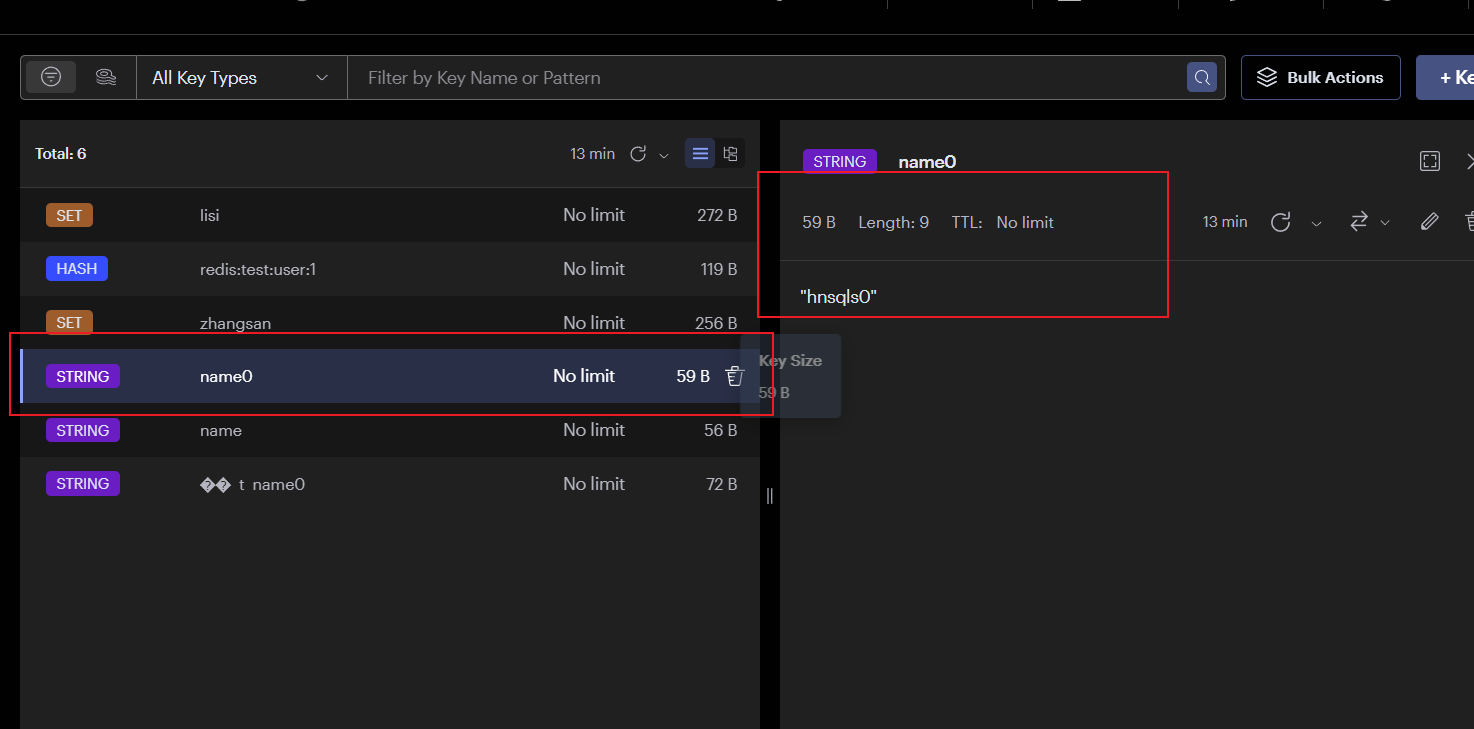 All Key Types
Filter by Key Name or Pattern
Bulk Actions
+ Ke
Total: 6
13 min
SET lisi No limit 272 B
HASH redis:test:user:1 No limit 119 B
SET zhangsan No limit 256 B
STRING name0 No limit 59 B
STRING name No limit 56 B
STRING �� t name0 No limit 72 B
Key Size
59 B
STRING name0
59 B Length: 9 TTL: No limit
13 min
"hnsqls0"